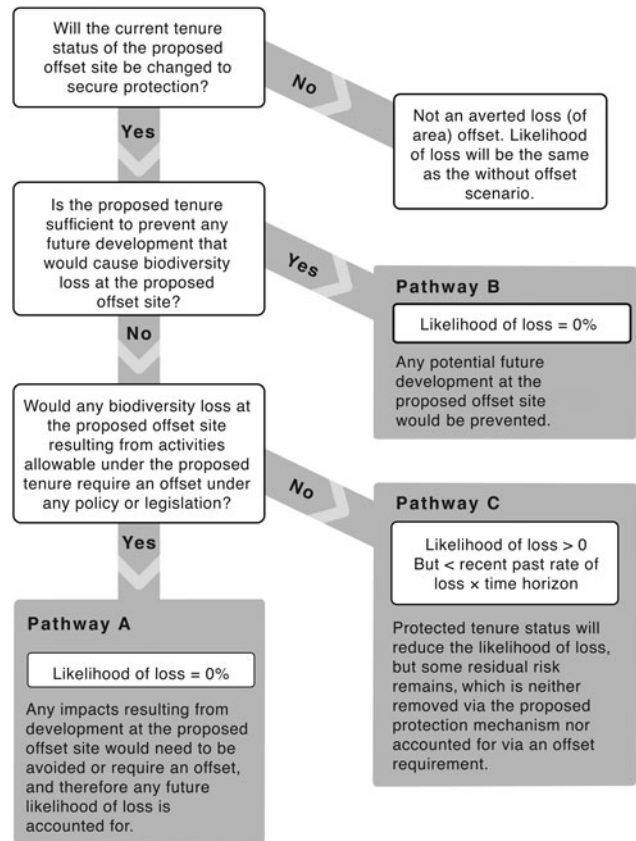 Will the current tenure
status of the proposed
offset site be changed to
secure protection?
No
Not an averted loss (of
area) offset. Likelihood
of loss will be the same
as the without offset
scenario.
Yes
Is the proposed tenure
sufficient to prevent any
future development that
would cause biodiversity
loss at the proposed
offset site?
Yes
Pathway B
Likelihood of loss = 0%
Any potential future
development at the
proposed offset site
would be prevented.
No
Would any biodiversity loss at
the proposed offset site
resulting from activities
allowable under the proposed
tenure require an offset under
any policy or legislation?
No
Pathway C
Likelihood of loss > 0
But < recent past rate of
loss × time horizon
Protected tenure status will
reduce the likelihood of loss,
but some residual risk
remains, which is neither
removed via the proposed
protection mechanism nor
accounted for via an offset
requirement.
Yes
Pathway A
Likelihood of loss = 0%
Any impacts resulting from
development at the proposed
offset site would need to be
avoided or require an offset,
and therefore any future
likelihood of loss is
accounted for.